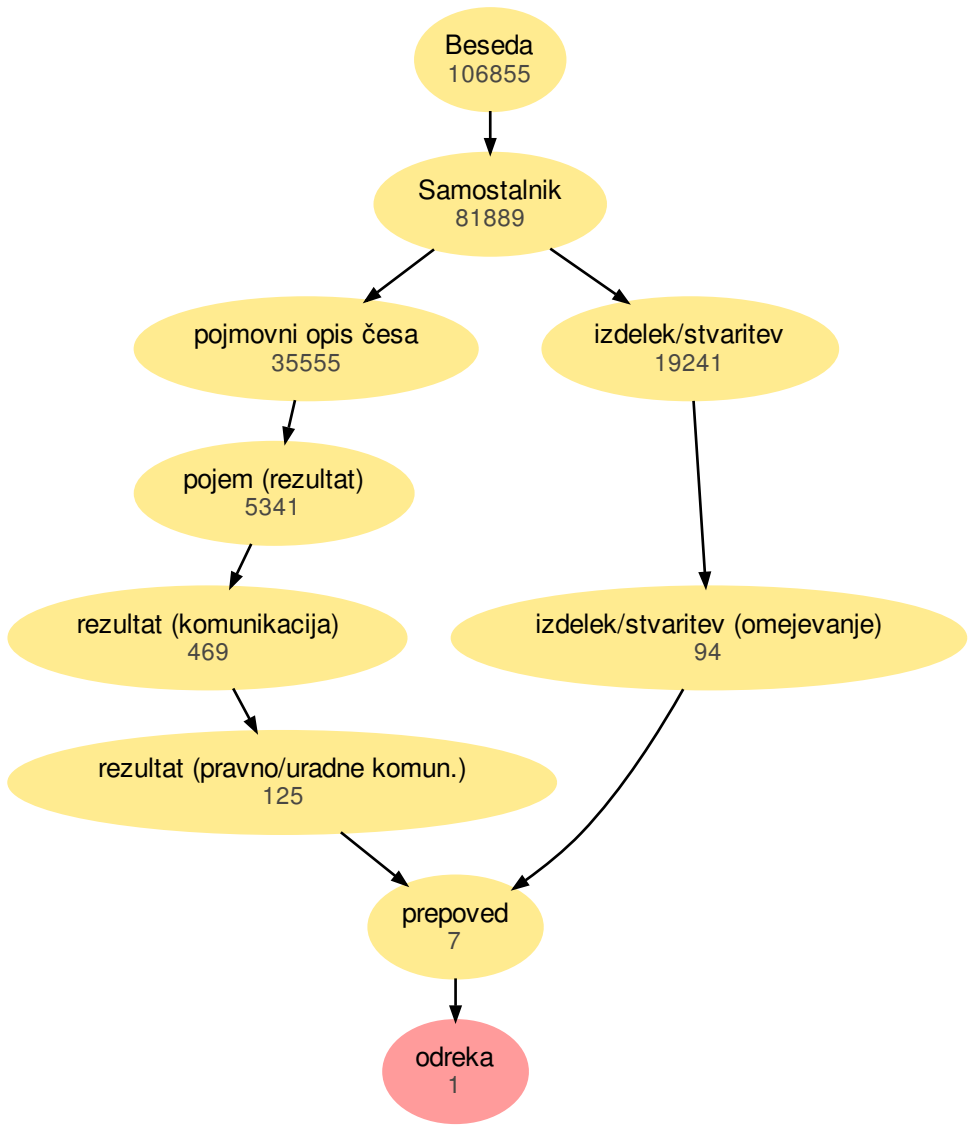 Beseda
106855
Samostalnik
81889
pojmovni opis česa
35555
izdelek/stvaritev
19241
pojem (rezultat)
5341
rezultat (komunikacija)
469
izdelek/stvaritev (omejevanje)
94
rezultat (pravno/uradne komun.)
125
prepoved
7
odreka
1